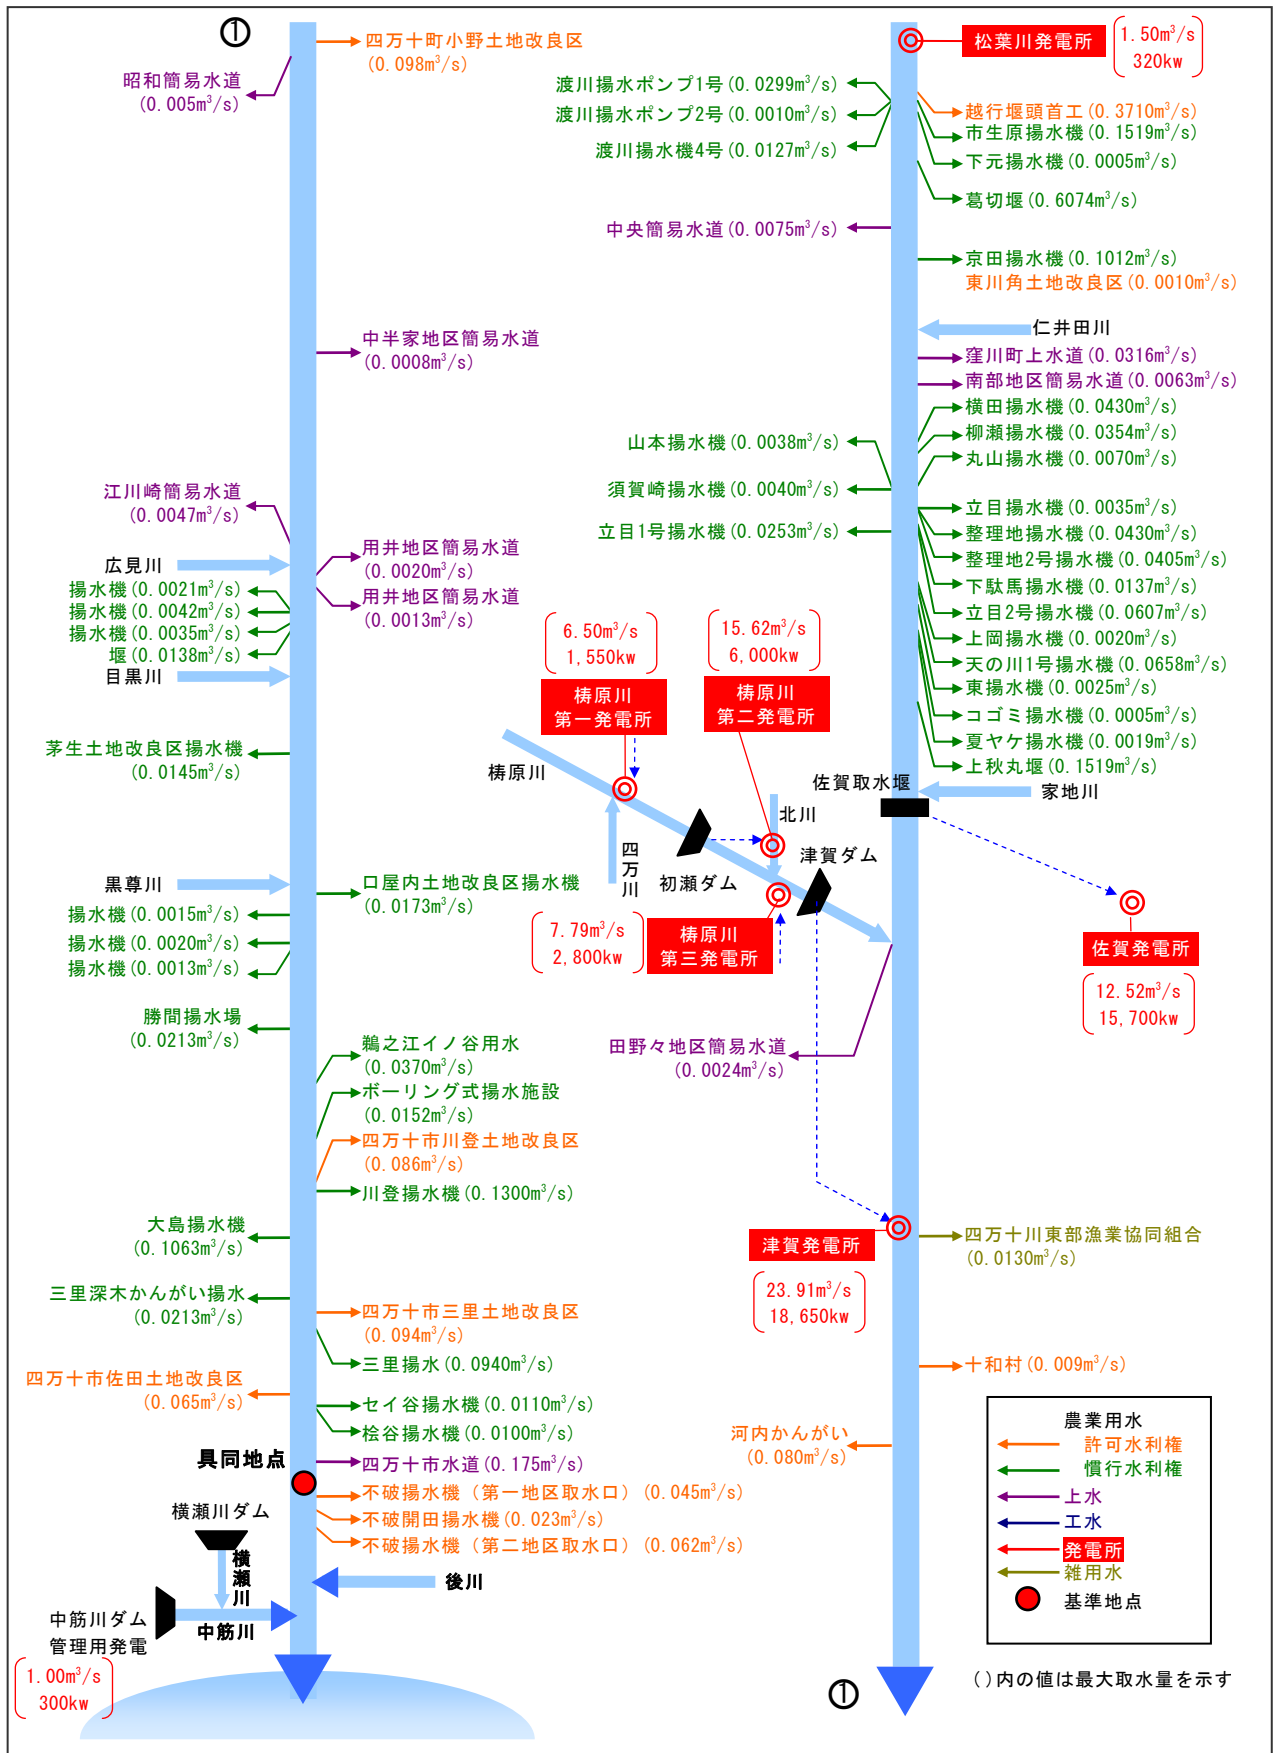 ①
四万十町小野土地改良区
(0.098m³/s)
昭和簡易水道
(0.005m³/s)
中半家地区簡易水道
(0.0008m³/s)
江川崎簡易水道
(0.0047m³/s)
用井地区簡易水道
(0.0020m³/s)
広見川
用井地区簡易水道
(0.0013m³/s)
揚水機(0.0021m³/s)
揚水機(0.0042m³/s)
揚水機(0.0035m³/s)
堰(0.0138m³/s)
目黒川
茅生土地改良区揚水機
(0.0145m³/s)
黒尊川
口屋内土地改良区揚水機
(0.0173m³/s)
揚水機(0.0015m³/s)
揚水機(0.0020m³/s)
揚水機(0.0013m³/s)
勝間揚水場
(0.0213m³/s)
鵜之江イノ谷用水
(0.0370m³/s)
ボーリング式揚水施設
(0.0152m³/s)
四万十市川登土地改良区
(0.086m³/s)
川登揚水機(0.1300m³/s)
大島揚水機
(0.1063m³/s)
三里深木かんがい揚水
(0.0213m³/s)
四万十市三里土地改良区
(0.094m³/s)
三里揚水(0.0940m³/s)
四万十市佐田土地改良区
(0.065m³/s)
セイ谷揚水機(0.0110m³/s)
桧谷揚水機(0.0100m³/s)
具同地点
四万十市水道(0.175m³/s)
不破揚水機（第一地区取水口）(0.045m³/s)
不破開田揚水機(0.023m³/s)
不破揚水機（第二地区取水口）(0.062m³/s)
横瀬川ダム
横瀬川
後川
中筋川
中筋川ダム
管理用発電
1.00m³/s
300kw
松葉川発電所
1.50m³/s
320kw
渡川揚水ポンプ1号(0.0299m³/s)
渡川揚水ポンプ2号(0.0010m³/s)
渡川揚水機4号(0.0127m³/s)
越行堰頭首工(0.3710m³/s)
市生原揚水機(0.1519m³/s)
下元揚水機(0.0005m³/s)
葛切堰(0.6074m³/s)
中央簡易水道(0.0075m³/s)
京田揚水機(0.1012m³/s)
東川角土地改良区(0.0010m³/s)
仁井田川
窪川町上水道(0.0316m³/s)
南部地区簡易水道(0.0063m³/s)
横田揚水機(0.0430m³/s)
柳瀬揚水機(0.0354m³/s)
丸山揚水機(0.0070m³/s)
山本揚水機(0.0038m³/s)
須賀崎揚水機(0.0040m³/s)
立目1号揚水機(0.0253m³/s)
立目揚水機(0.0035m³/s)
整理地揚水機(0.0430m³/s)
整理地2号揚水機(0.0405m³/s)
下駄馬揚水機(0.0137m³/s)
立目2号揚水機(0.0607m³/s)
上岡揚水機(0.0020m³/s)
天の川1号揚水機(0.0658m³/s)
東揚水機(0.0025m³/s)
コゴミ揚水機(0.0005m³/s)
夏ヤケ揚水機(0.0019m³/s)
上秋丸堰(0.1519m³/s)
6.50m³/s
1,550kw
梼原川
第一発電所
15.62m³/s
6,000kw
梼原川
第二発電所
梼原川
四万川
初瀬ダム
北川
津賀ダム
7.79m³/s
2,800kw
梼原川
第三発電所
佐賀取水堰
家地川
佐賀発電所
12.52m³/s
15,700kw
田野々地区簡易水道
(0.0024m³/s)
津賀発電所
23.91m³/s
18,650kw
四万十川東部漁業協同組合
(0.0130m³/s)
十和村(0.009m³/s)
河内かんがい
(0.080m³/s)
農業用水
許可水利権
慣行水利権
上水
工水
発電所
雑用水
基準地点
①
()内の値は最大取水量を示す